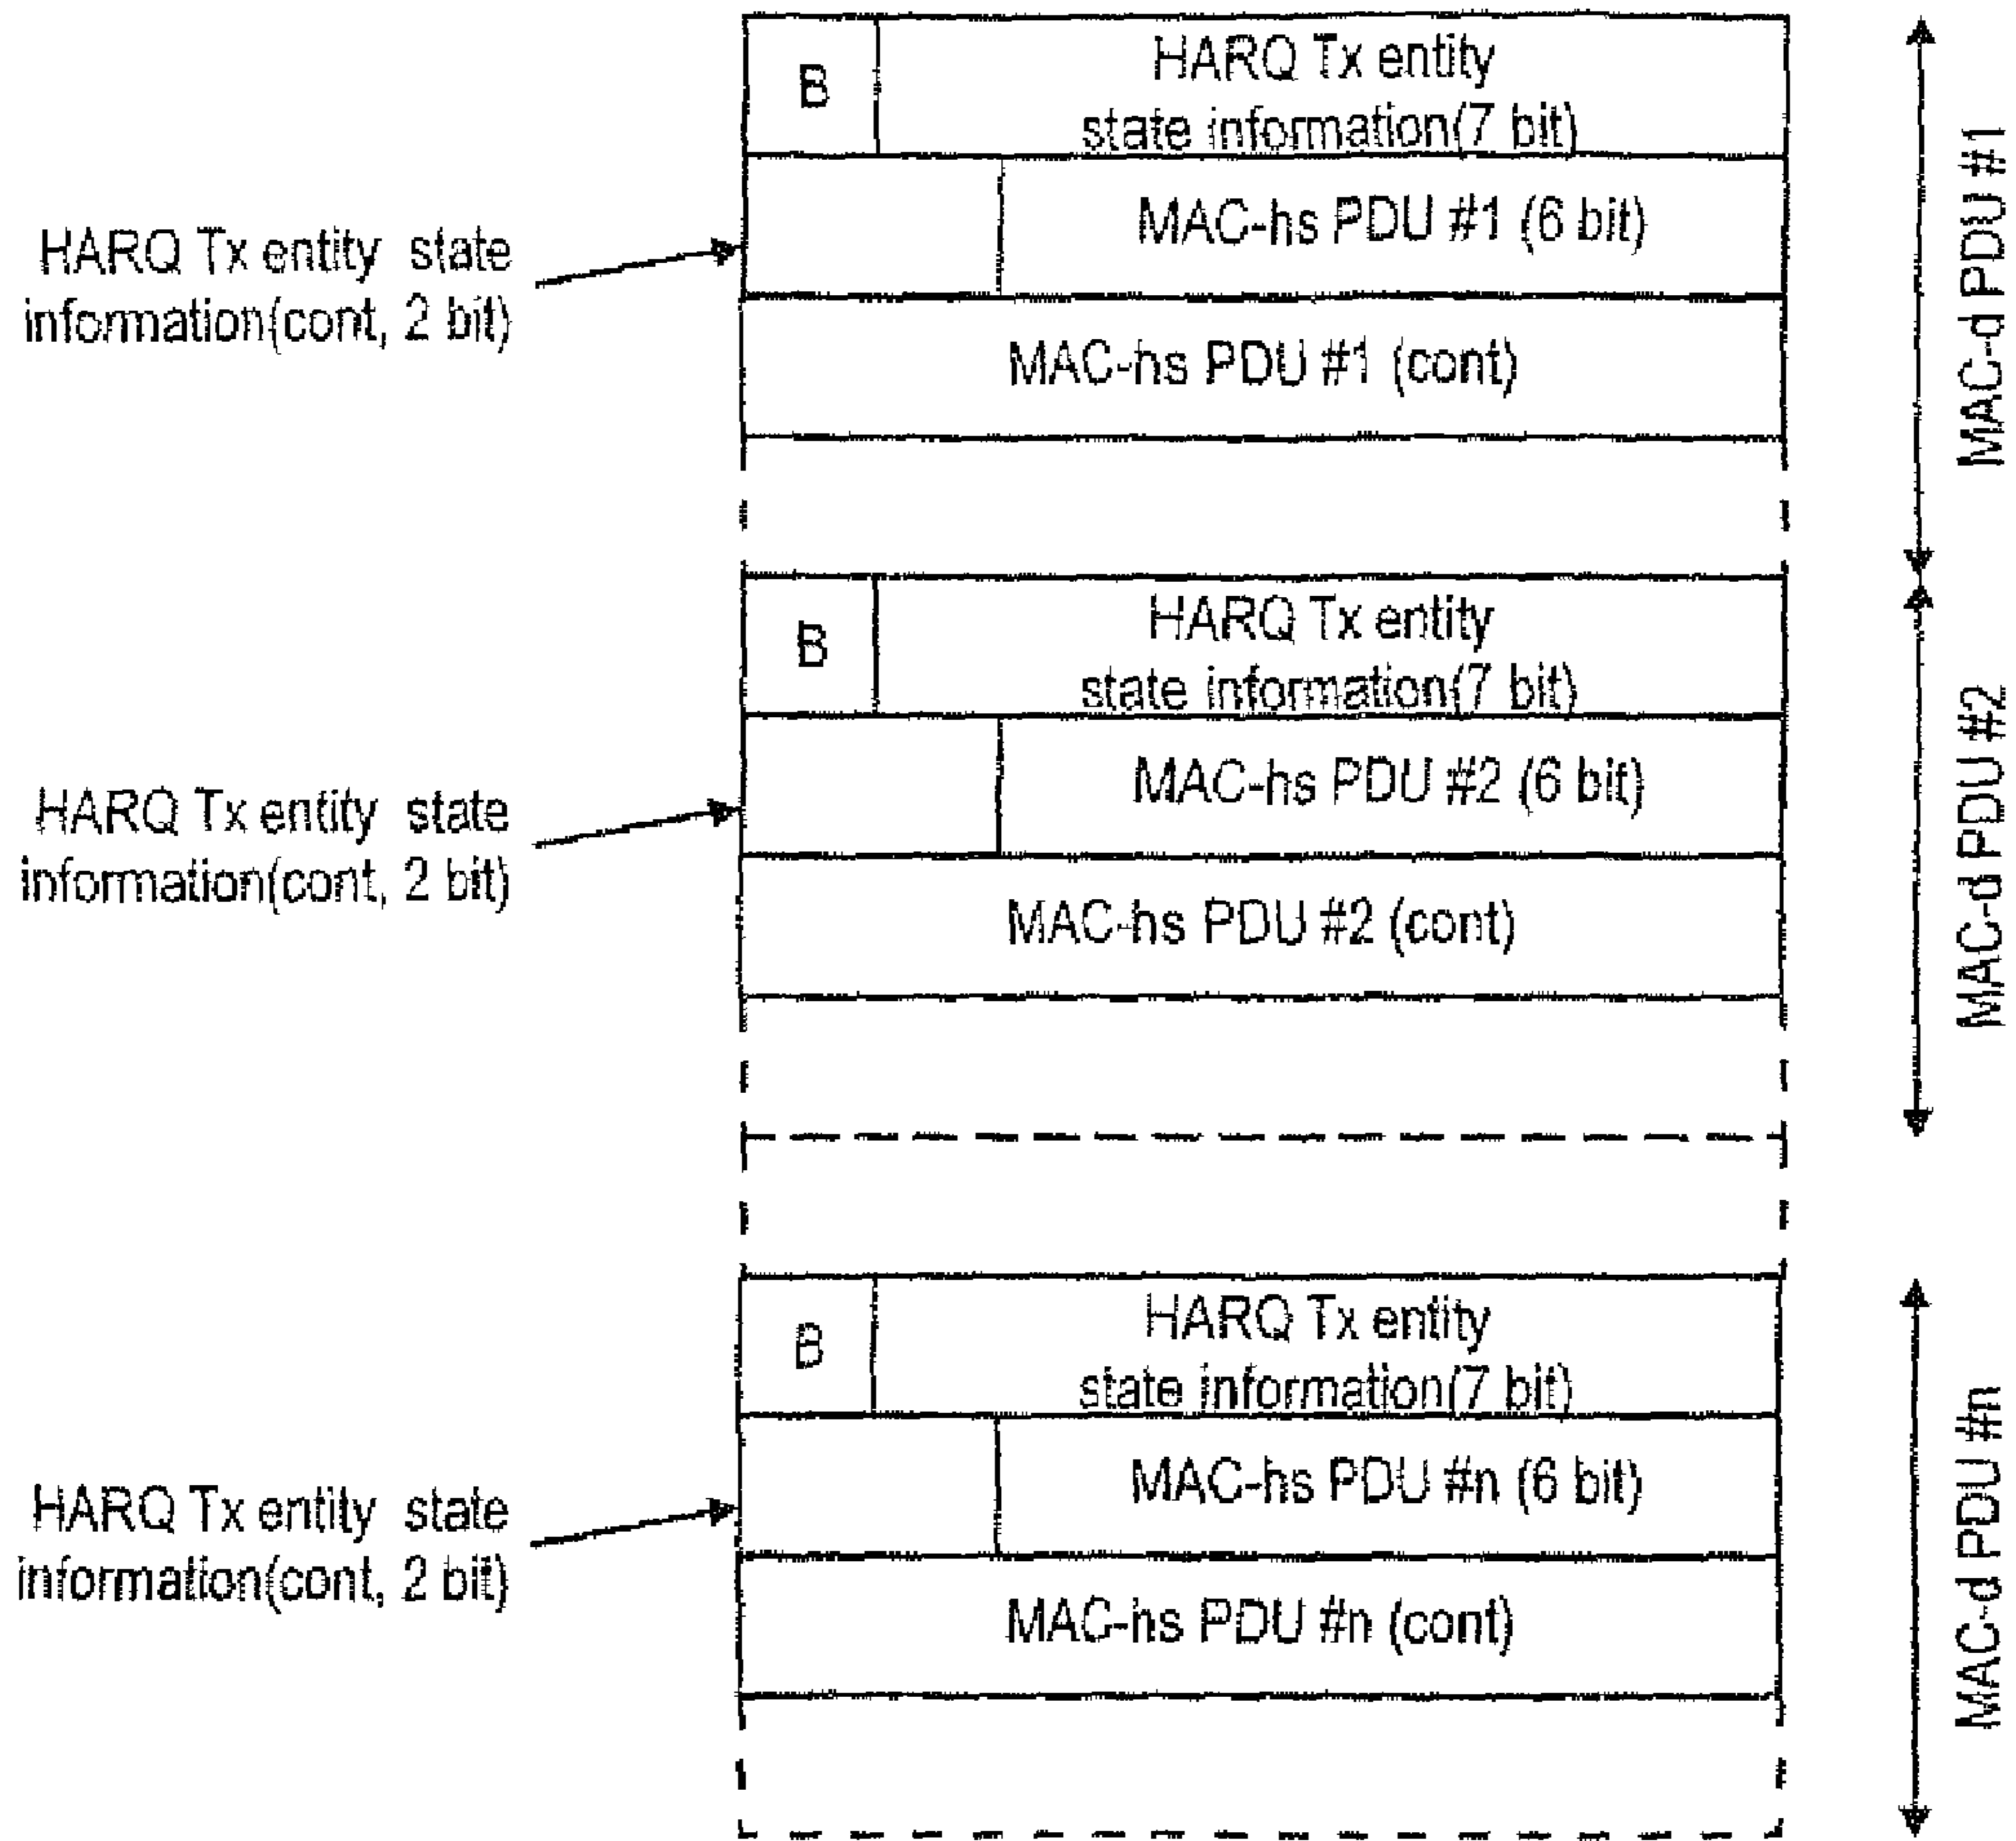 B
HARQ Tx entity
state information(7 bit)
MAC-hs PDU #1 (6 bit)
HARQ Tx entity state
information(cont, 2 bit)
MAC-hs PDU #1 (cont)
MAC-d PDU #1
B
HARQ Tx entity
state information(7 bit)
MAC-hs PDU #2 (6 bit)
HARQ Tx entity state
information(cont, 2 bit)
MAC-hs PDU #2 (cont)
MAC-d PDU #2
B
HARQ Tx entity
state information(7 bit)
MAC-hs PDU #n (6 bit)
HARQ Tx entity state
information(cont, 2 bit)
MAC-hs PDU #n (cont)
MAC-d PDU #n